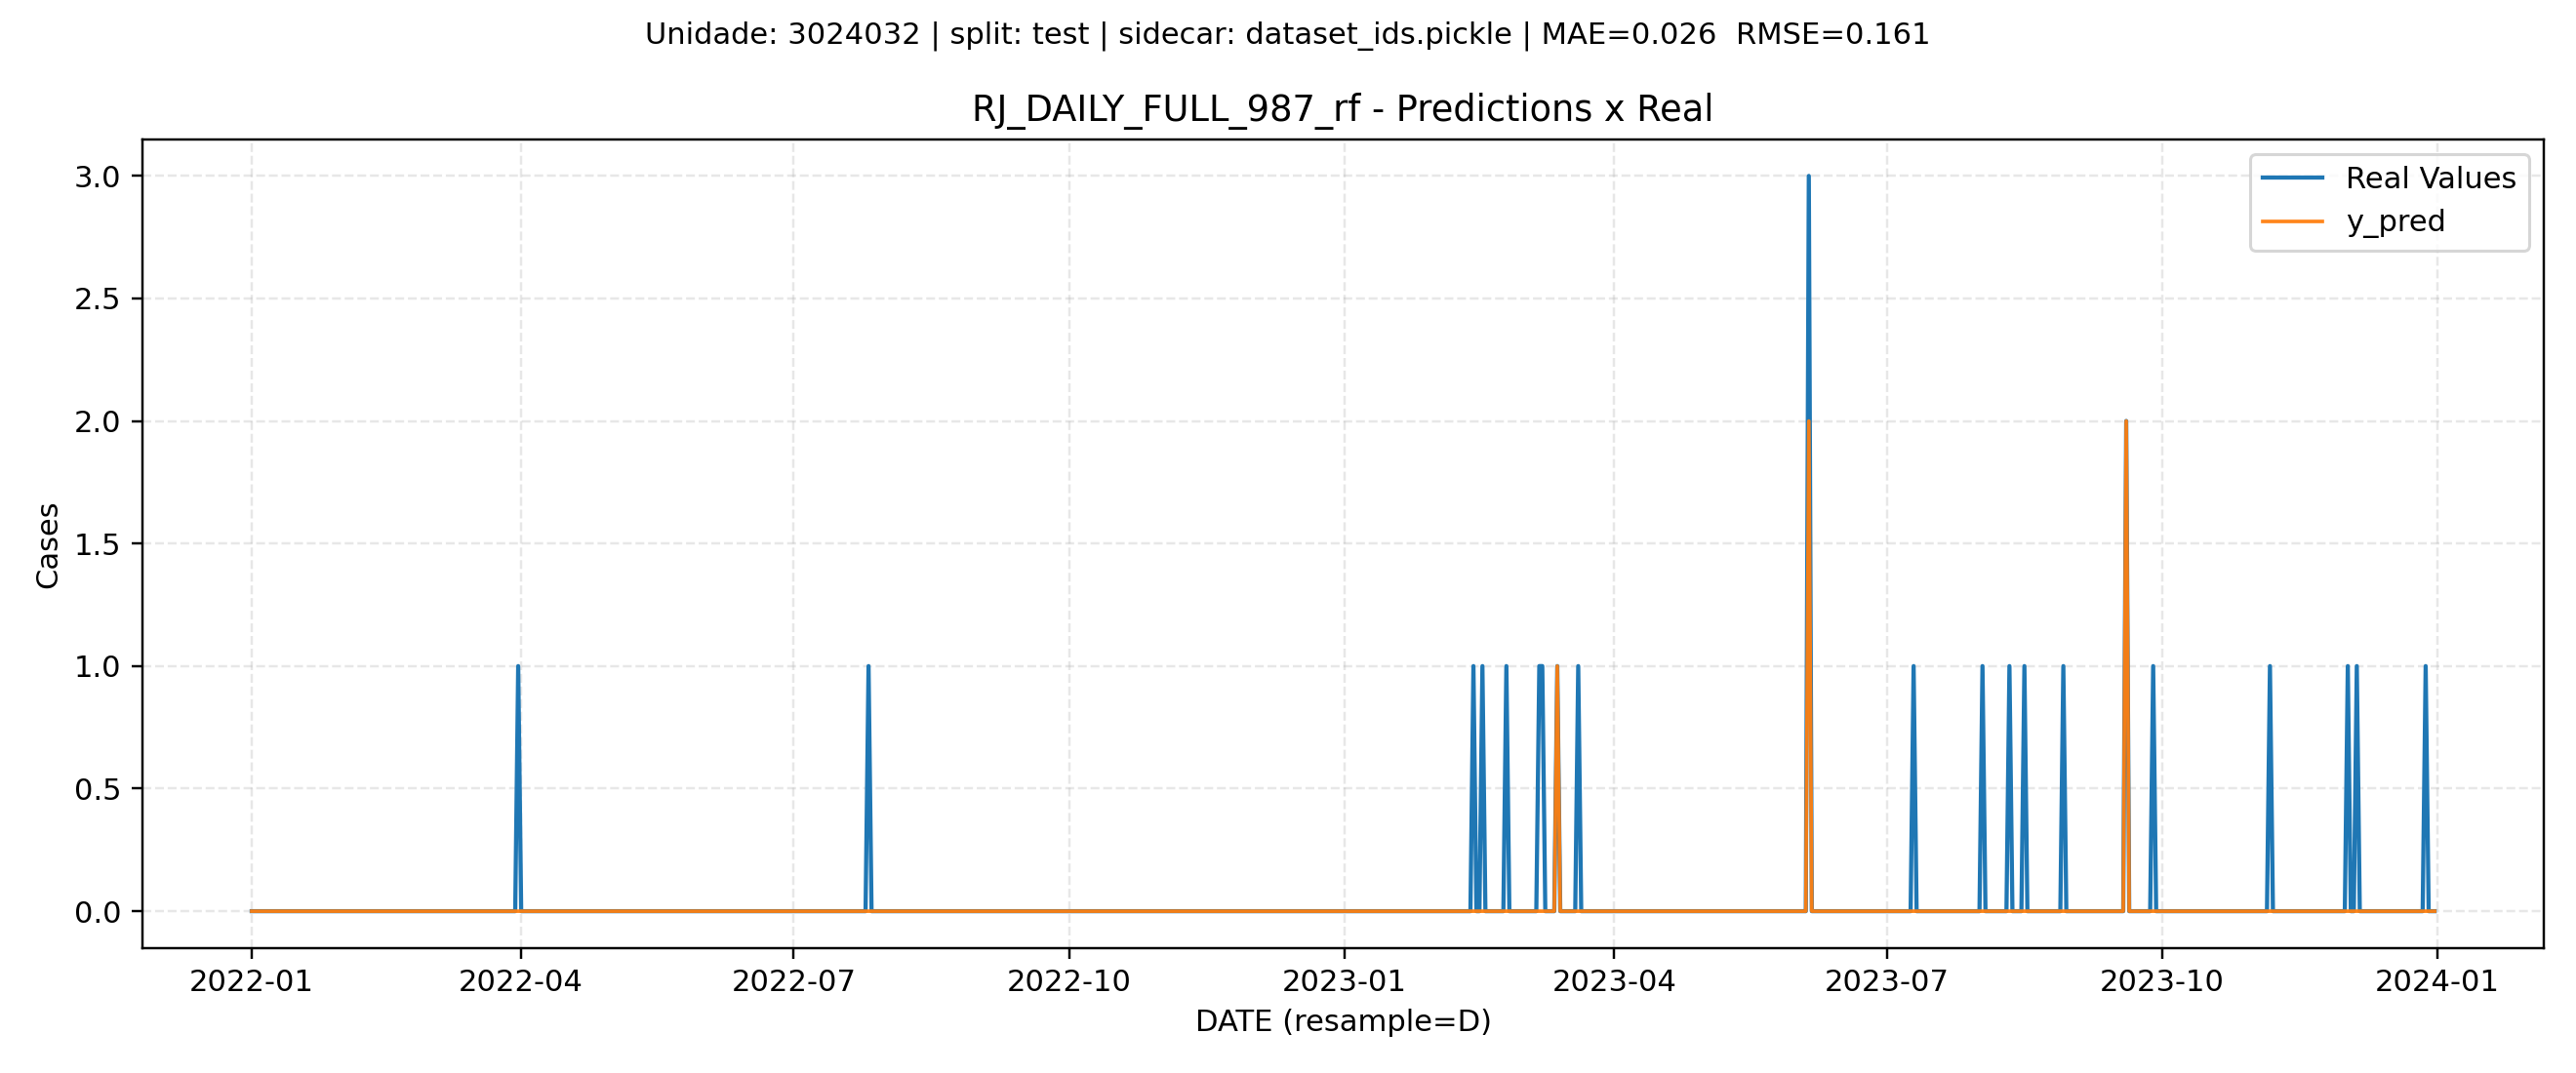 Unidade: 3024032 | split: test | sidecar: dataset_ids.pickle | MAE=0.026  RMSE=0.161
RJ_DAILY_FULL_987_rf - Predictions x Real
3.0
2.5
2.0
1.5
1.0
0.5
0.0
Cases
Real Values
y_pred
2022-01
2022-04
2022-07
2022-10
2023-01
2023-04
2023-07
2023-10
2024-01
DATE (resample=D)